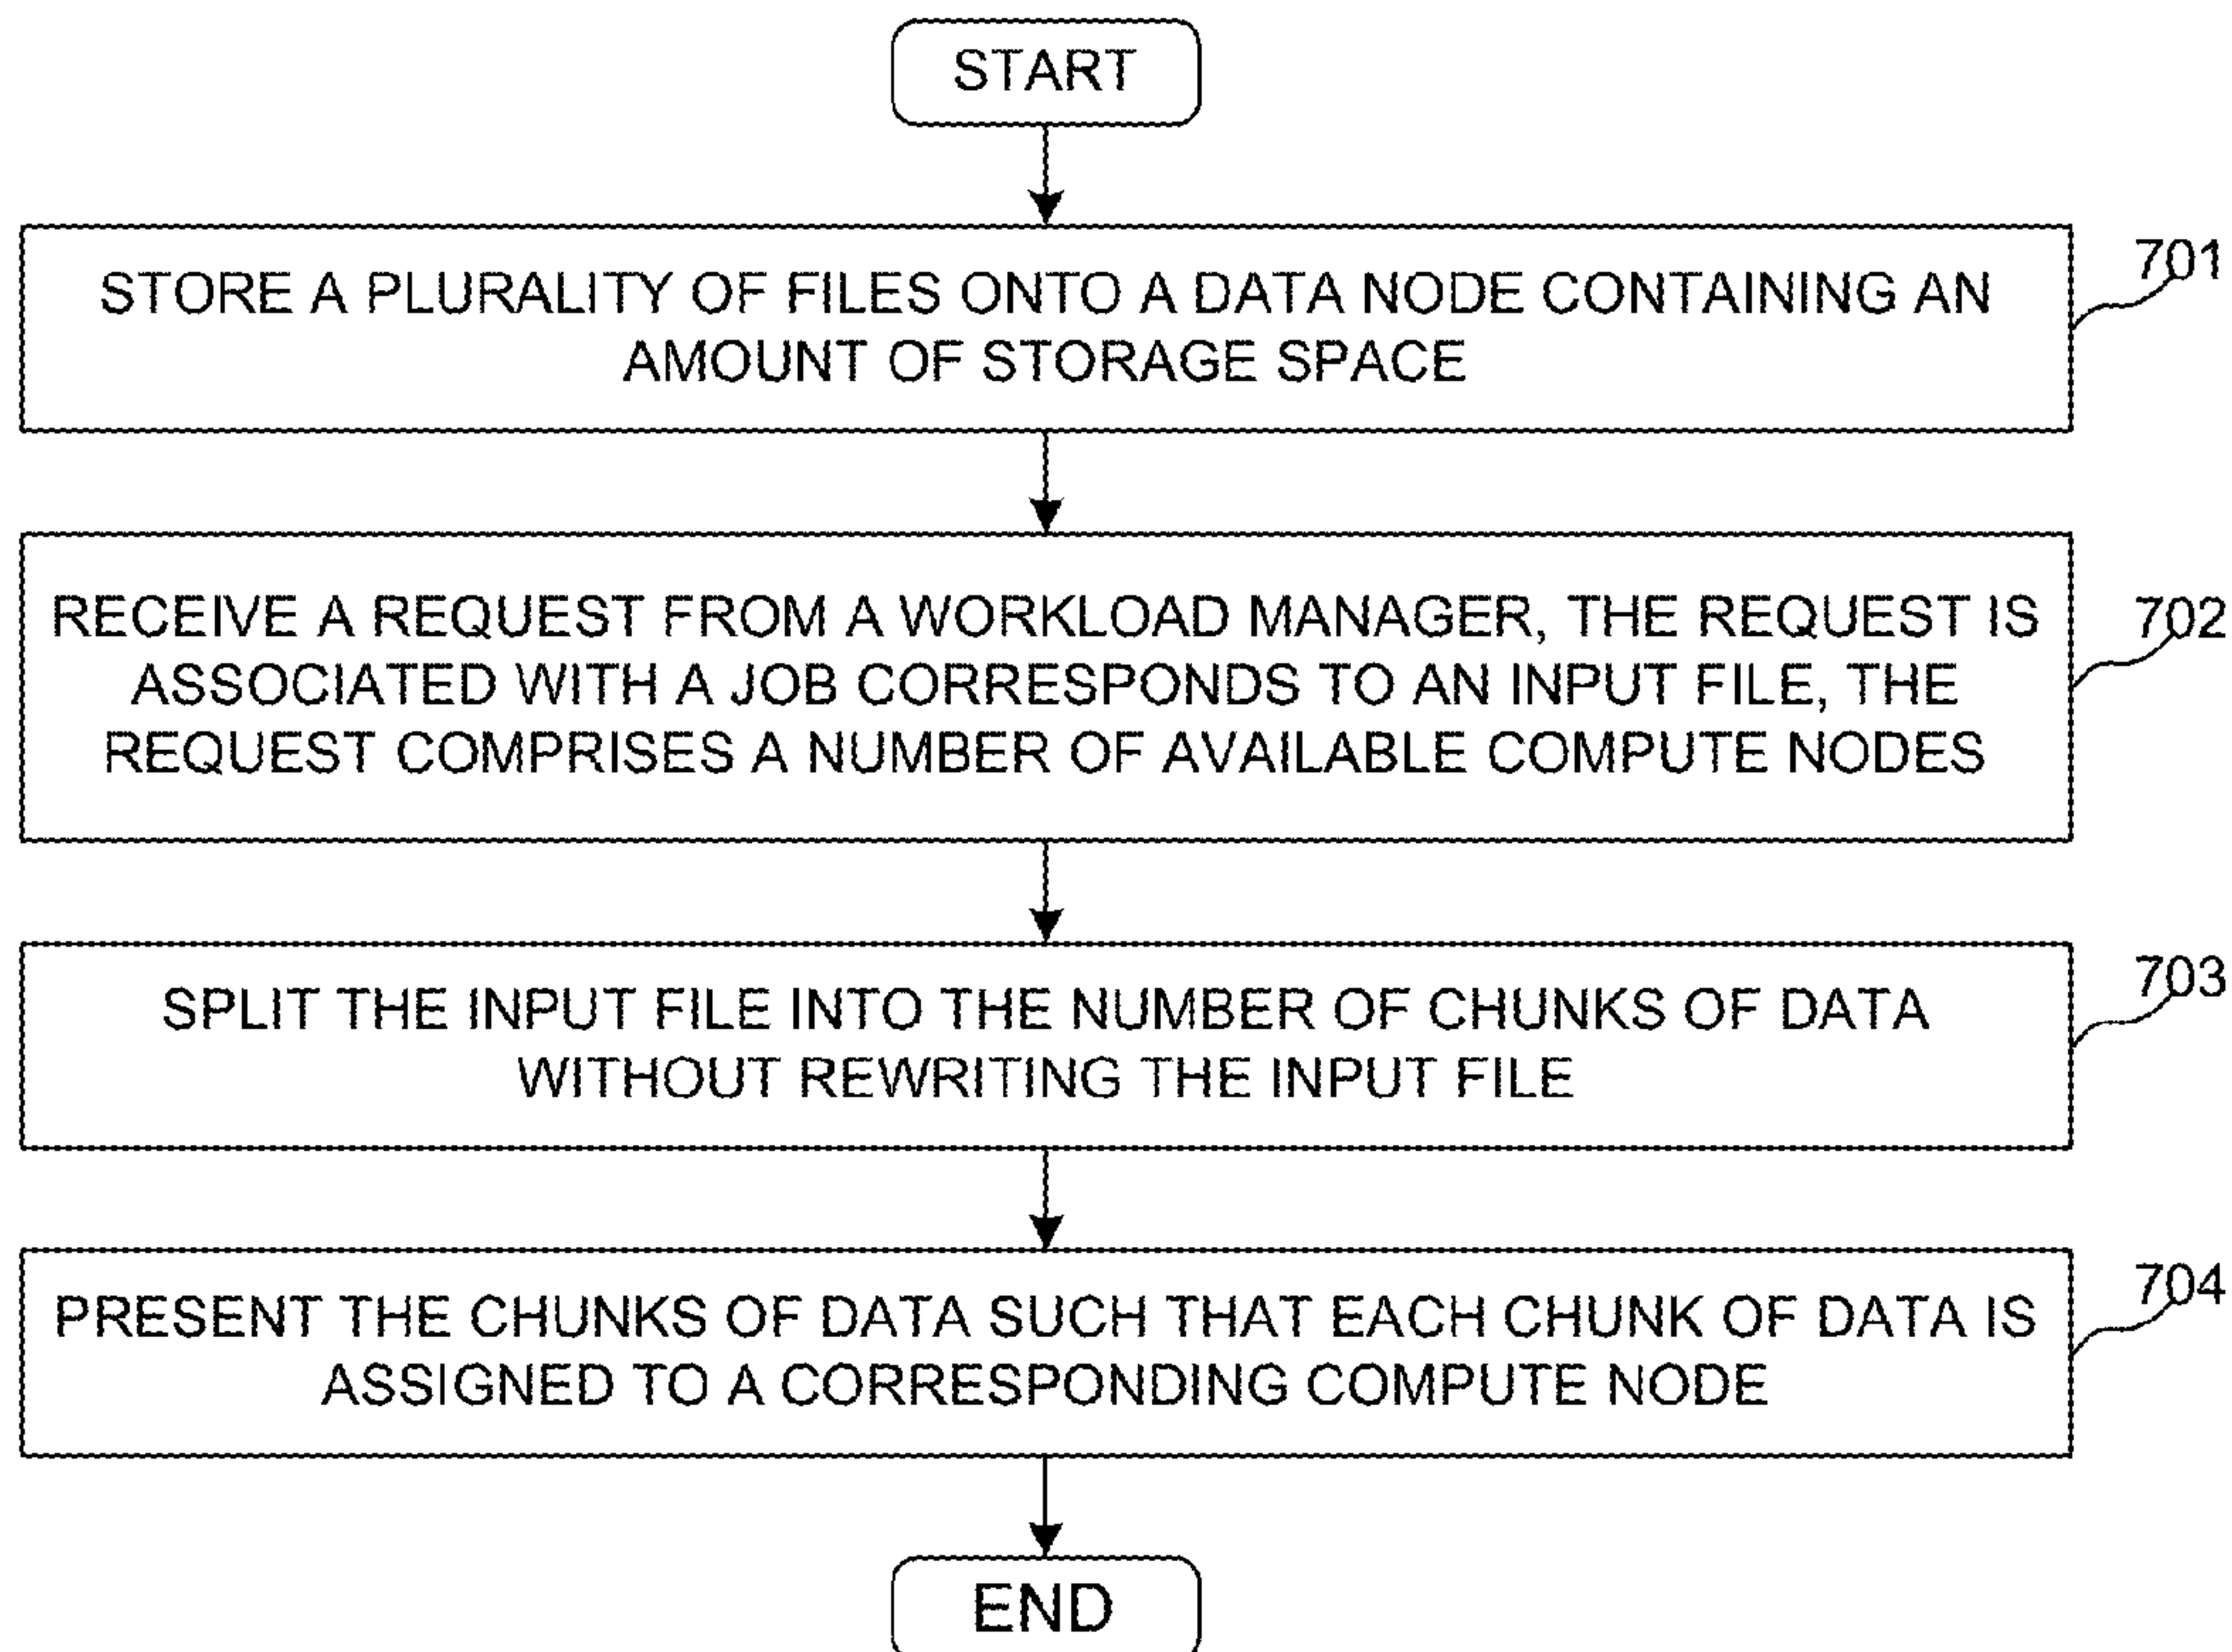 START
STORE A PLURALITY OF FILES ONTO A DATA NODE CONTAINING AN
AMOUNT OF STORAGE SPACE
701
RECEIVE A REQUEST FROM A WORKLOAD MANAGER, THE REQUEST IS
ASSOCIATED WITH A JOB CORRESPONDS TO AN INPUT FILE, THE
REQUEST COMPRISES A NUMBER OF AVAILABLE COMPUTE NODES
702
SPLIT THE INPUT FILE INTO THE NUMBER OF CHUNKS OF DATA
WITHOUT REWRITING THE INPUT FILE
703
PRESENT THE CHUNKS OF DATA SUCH THAT EACH CHUNK OF DATA IS
ASSIGNED TO A CORRESPONDING COMPUTE NODE
704
END